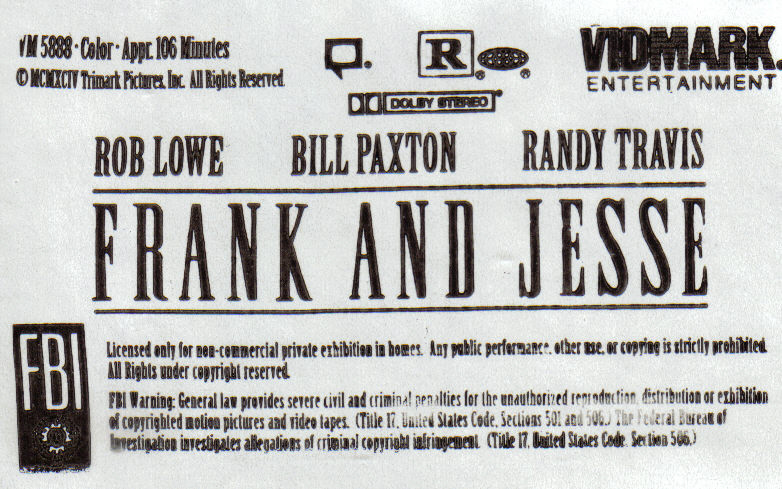 VM 5888 · Color · Appr. 106 Minutes
© MCMXCIV Trimark Pictures, Inc. All Rights Reserved
R
®
®
VIDMARK.
ENTERTAINMENT
DOLBY STEREO®
ROB LOWE BILL PAXTON RANDY TRAVIS
FRANK AND JESSE
FBI
Licensed only for non-commercial private exhibition in homes. Any public performance, other use, or copying is strictly prohibited.
All Rights under copyright reserved.
FBI Warning: General law provides severe civil and criminal penalties for the unauthorized reproduction, distribution or exhibition
of copyrighted motion pictures and video tapes. (Title 17, United States Code, Sections 501 and 506.) The Federal Bureau of
Investigation investigates allegations of criminal copyright infringement. (Title 17, United States Code, Section 506.)